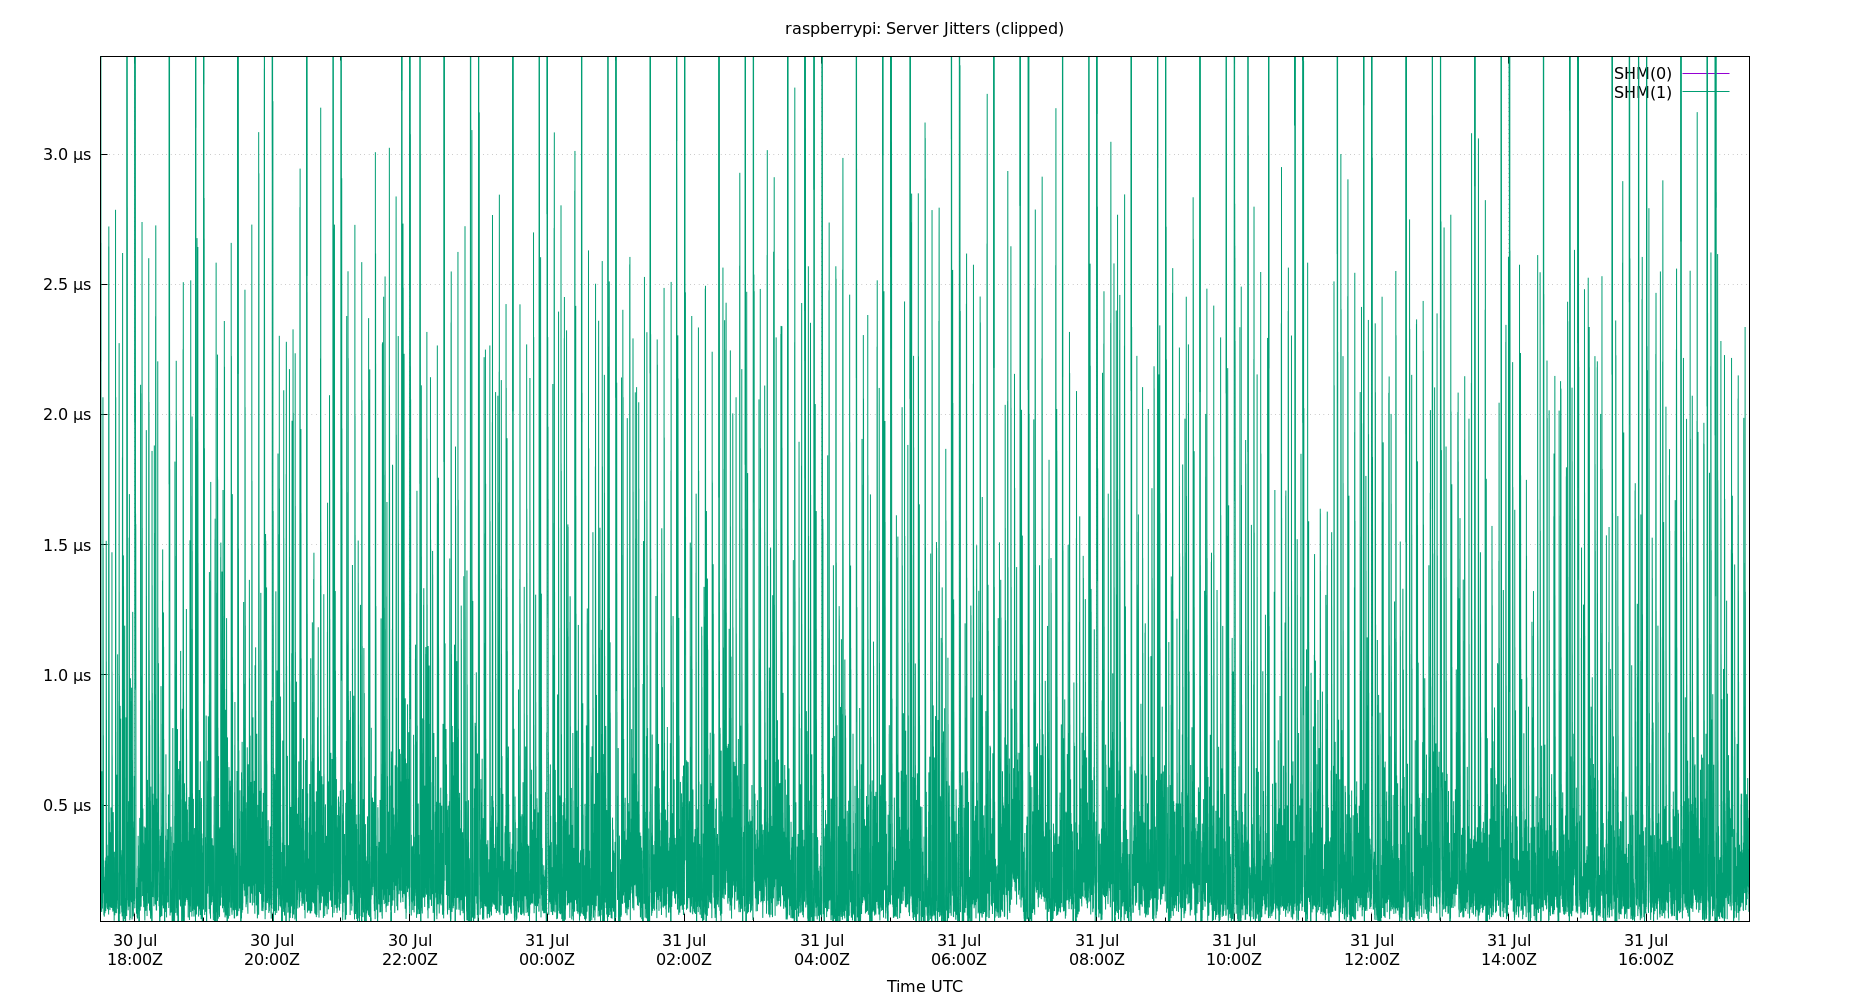 raspberrypi: Server Jitters (clipped)
SHM(0)
SHM(1)
3.0 µs
2.5 µs
2.0 µs
1.5 µs
1.0 µs
0.5 µs
30 Jul 30 Jul 30 Jul 31 Jul 31 Jul 31 Jul 31 Jul 31 Jul 31 Jul 31 Jul 31 Jul 31 Jul
18:00Z 20:00Z 22:00Z 00:00Z 02:00Z 04:00Z 06:00Z 08:00Z 10:00Z 12:00Z 14:00Z 16:00Z
Time UTC